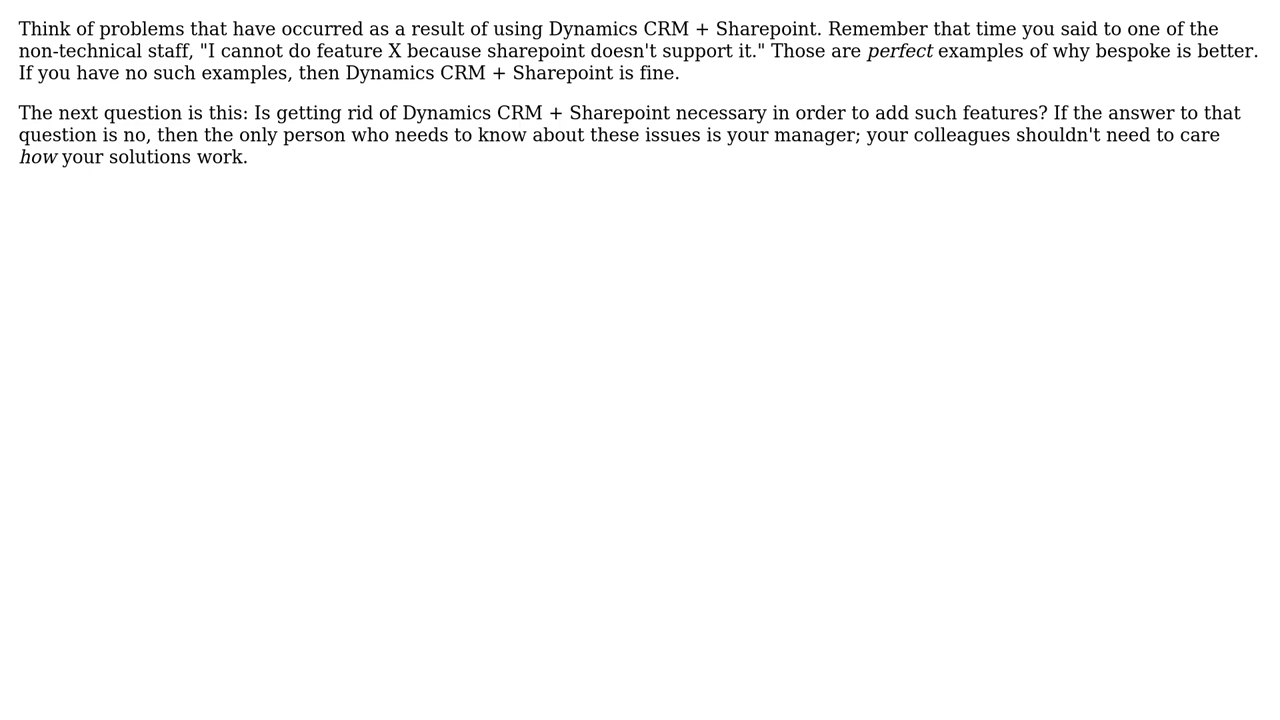 Think of problems that have occurred as a result of using Dynamics CRM + Sharepoint. Remember that time you said to one of the
non-technical staff, "I cannot do feature X because sharepoint doesn't support it." Those are perfect examples of why bespoke is better.
If you have no such examples, then Dynamics CRM + Sharepoint is fine.
The next question is this: Is getting rid of Dynamics CRM + Sharepoint necessary in order to add such features? If the answer to that
question is no, then the only person who needs to know about these issues is your manager; your colleagues shouldn't need to care
how your solutions work.